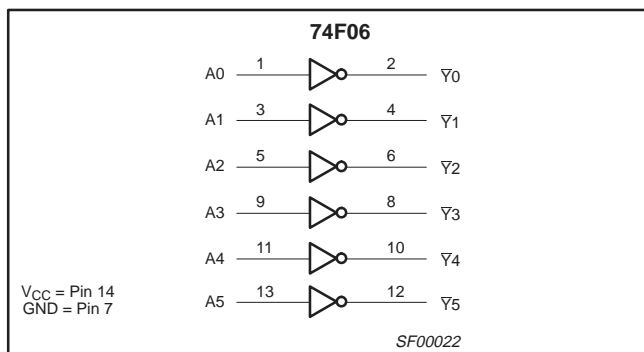 74F06
A0 1 2 Y̅0
A1 3 4 Y̅1
A2 5 6 Y̅2
A3 9 8 Y̅3
A4 11 10 Y̅4
A5 13 12 Y̅5
VCC = Pin 14
GND = Pin 7
SF00022